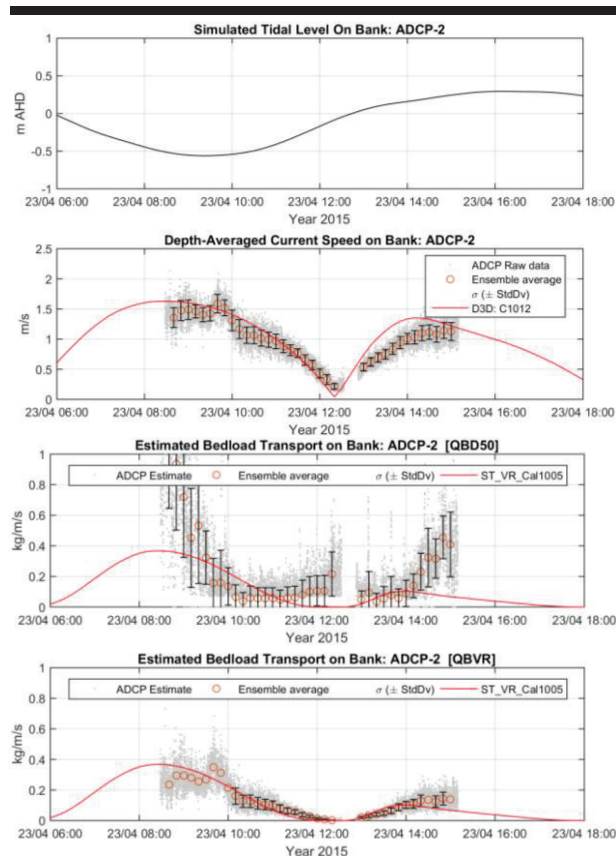 Simulated Tidal Level On Bank: ADCP-2
1
0.5
0
-0.5
-1
m AHD
23/04 06:00 23/04 08:00 23/04 10:00 23/04 12:00 23/04 14:00 23/04 16:00 23/04 18:00
Year 2015
Depth-Averaged Current Speed on Bank: ADCP-2
2.5
2
1.5
1
0.5
0
m/s
ADCP Raw data
Ensemble average
σ (± StdDv)
D3D: C1012
23/04 06:00 23/04 08:00 23/04 10:00 23/04 12:00 23/04 14:00 23/04 16:00 23/04 18:00
Year 2015
Estimated Bedload Transport on Bank: ADCP-2 [QBD50]
ADCP Estimate Ensemble average σ (± StdDv) ST_VR_Cal1005
1
0.8
0.6
0.4
0.2
0
kg/m/s
23/04 06:00 23/04 08:00 23/04 10:00 23/04 12:00 23/04 14:00 23/04 16:00 23/04 18:00
Year 2015
Estimated Bedload Transport on Bank: ADCP-2 [QBVR]
ADCP Estimate Ensemble average σ (± StdDv) ST_VR_Cal1005
1
0.8
0.6
0.4
0.2
0
kg/m/s
23/04 06:00 23/04 08:00 23/04 10:00 23/04 12:00 23/04 14:00 23/04 16:00 23/04 18:00
Year 2015